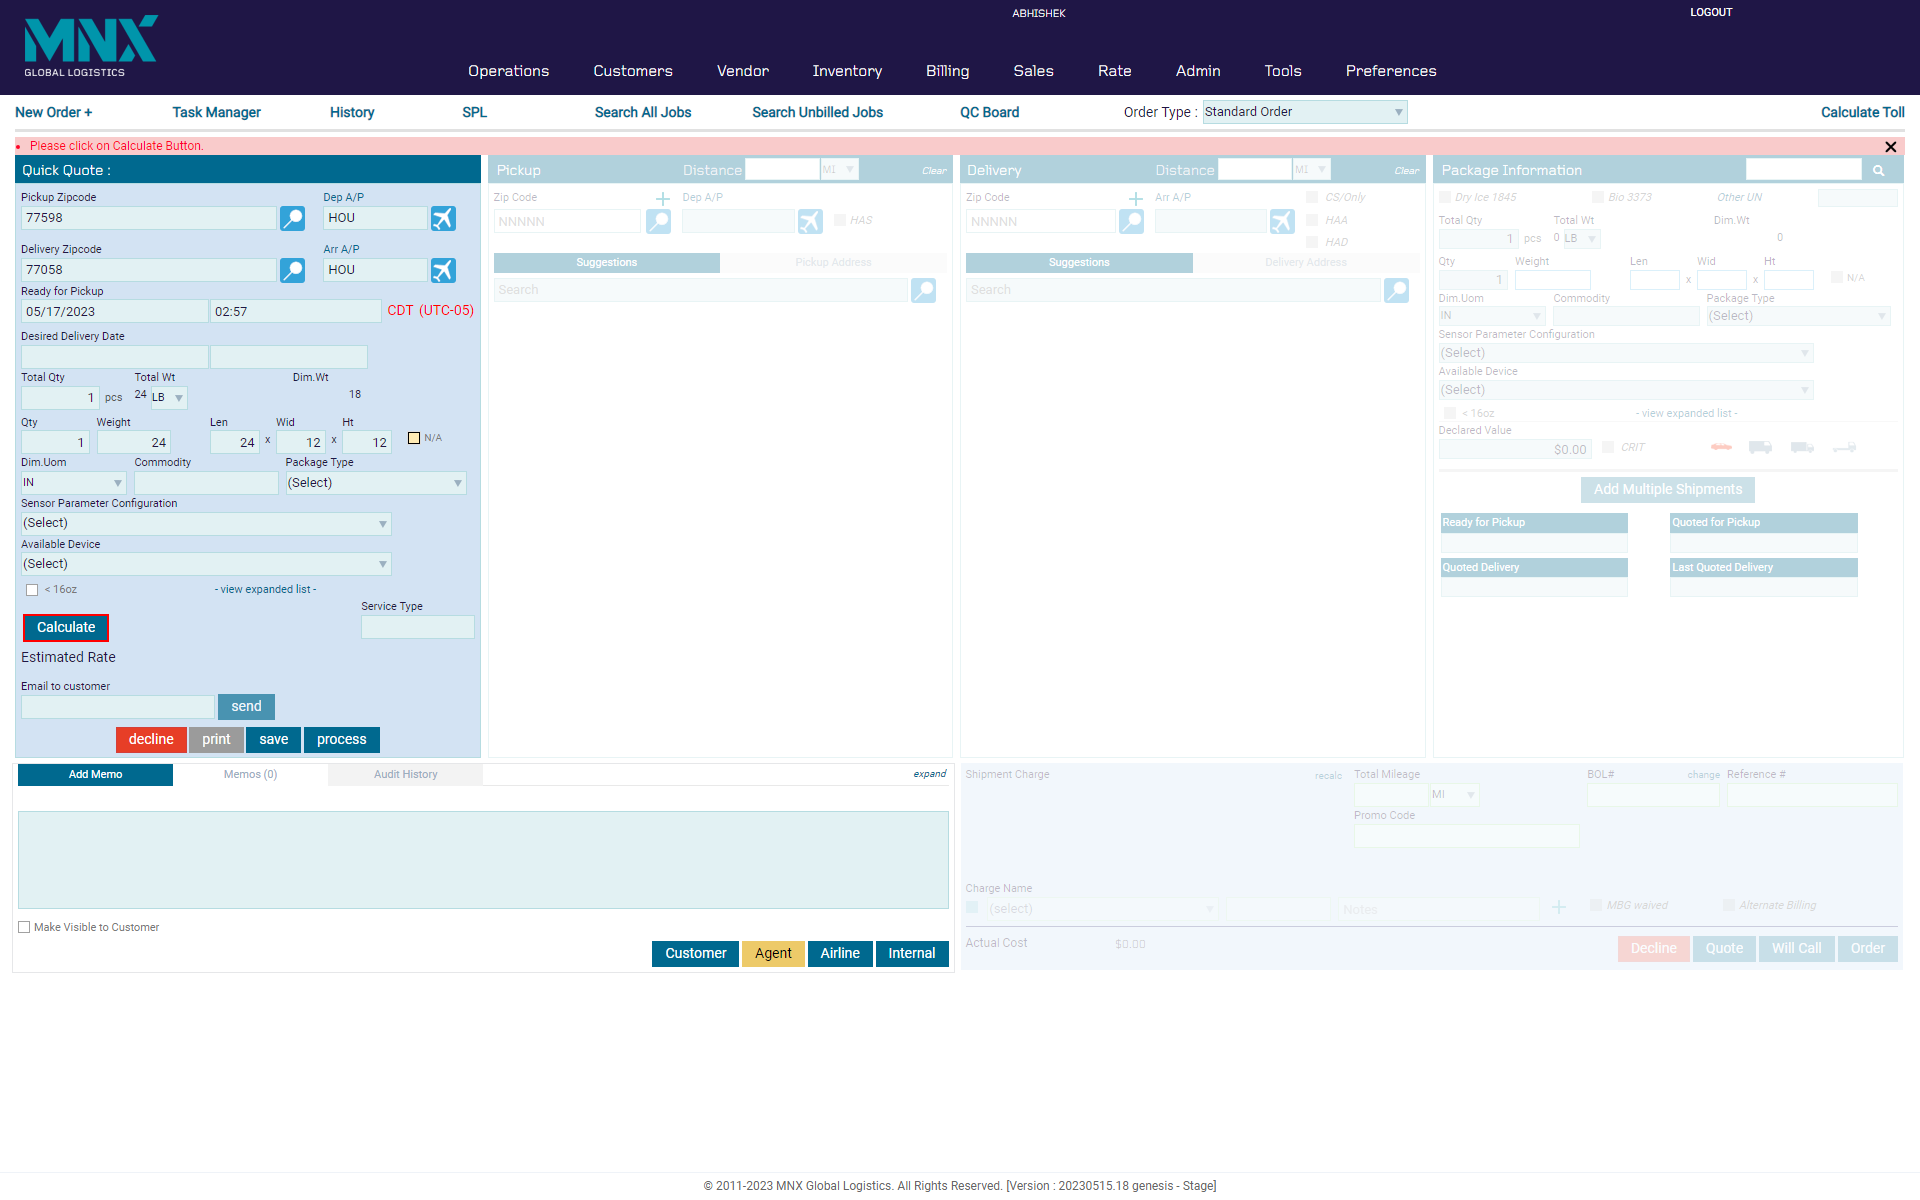 ABHISHEK
LOGOUT
MNX
GLOBAL LOGISTICS
Operations Customers Vendor Inventory Billing Sales Rate Admin Tools Preferences
New Order + Task Manager History SPL Search All Jobs Search Unbilled Jobs QC Board Order Type : Standard Order Calculate Toll
Please click on Calculate Button.
Quick Quote :
Pickup Zipcode Dep A/P
77598 HOU
Delivery Zipcode Arr A/P
77058 HOU
Ready for Pickup
05/17/2023 02:57 CDT (UTC-05)
Desired Delivery Date
Total Qty Total Wt Dim.Wt
1 pcs 24 LB 18
Qty Weight Len Wid Ht
1 24 24 x 12 x 12 N/A
Dim.Uom Commodity Package Type
IN (Select)
Sensor Parameter Configuration
(Select)
Available Device
(Select)
< 16oz - view expanded list -
Service Type
Calculate
Estimated Rate
Email to customer
send
decline print save process
Pickup Distance MI Clear
Zip Code Dep A/P
NNNNN HAS
Suggestions Pickup Address
Search
Delivery Distance MI Clear
Zip Code Arr A/P CS/Only
NNNNN HAA
HAD
Suggestions Delivery Address
Search
Package Information
Dry Ice 1845 Bio 3373 Other UN
Total Qty Total Wt Dim.Wt
1 pcs 0 LB 0
Qty Weight Len Wid Ht
1 x x N/A
Dim.Uom Commodity Package Type
IN (Select)
Sensor Parameter Configuration
(Select)
Available Device
(Select)
< 16oz - view expanded list -
Declared Value
$0.00 CRIT
Add Multiple Shipments
Ready for Pickup Quoted for Pickup
Quoted Delivery Last Quoted Delivery
Add Memo Memos (0) Audit History expand
Make Visible to Customer
Customer Agent Airline Internal
Shipment Charge recalc Total Mileage BOL# change Reference #
MI
Promo Code
Charge Name
(select) Notes MBG waived Alternate Billing
Actual Cost $0.00
Decline Quote Will Call Order
© 2011-2023 MNX Global Logistics. All Rights Reserved. [Version : 20230515.18 genesis - Stage]